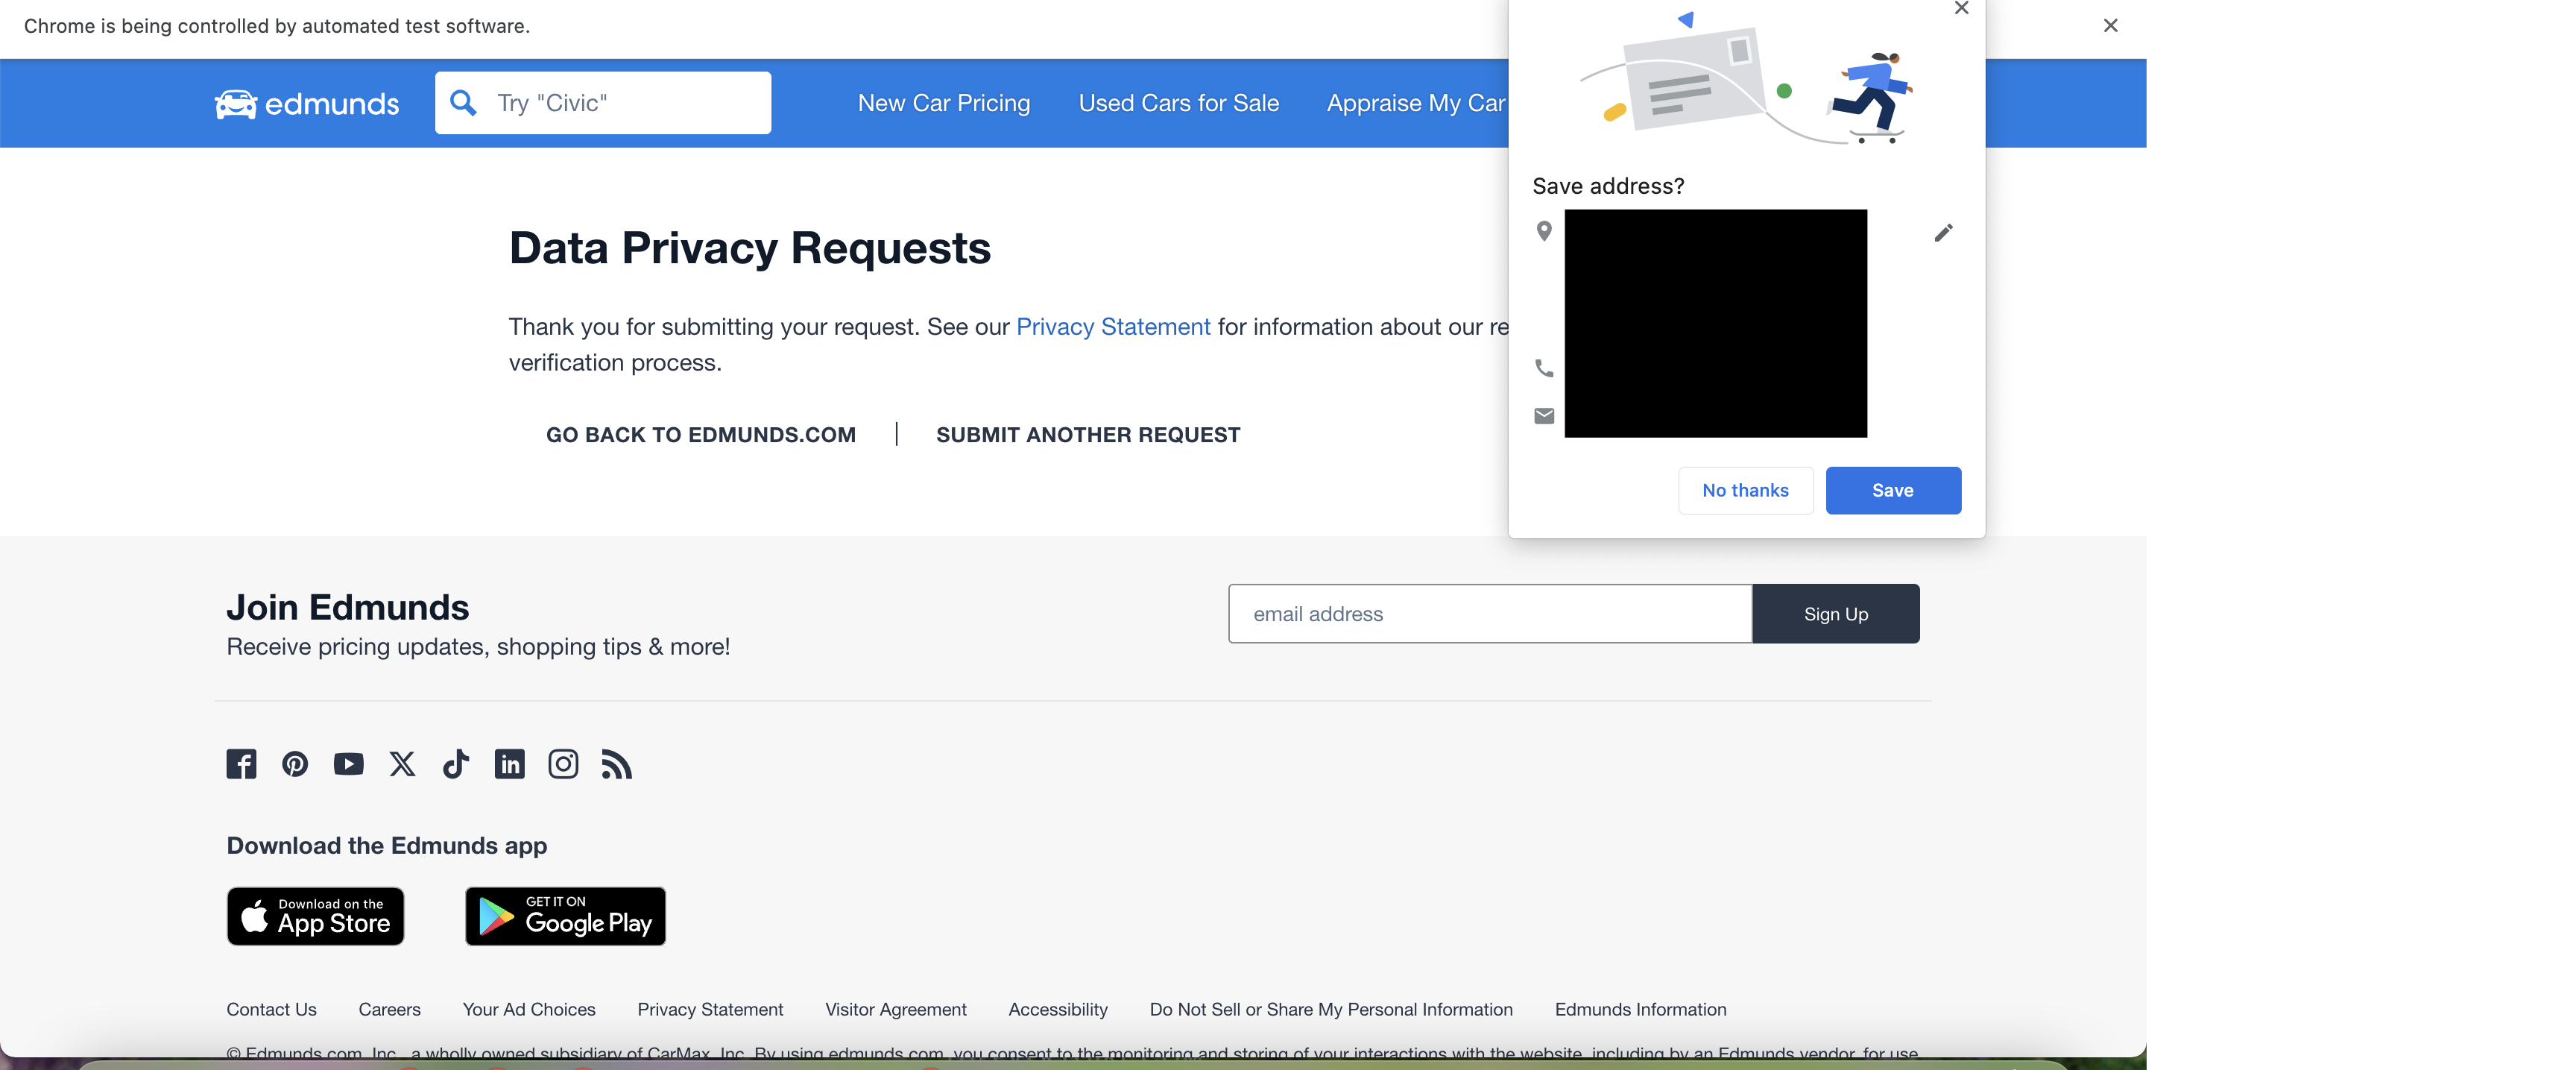 Chrome is being controlled by automated test software.
edmunds
Try "Civic"
New Car Pricing
Used Cars for Sale
Appraise My Car
Data Privacy Requests
Thank you for submitting your request. See our Privacy Statement for information about our re
verification process.
GO BACK TO EDMUNDS.COM | SUBMIT ANOTHER REQUEST
Save address?
No thanks
Save
Join Edmunds
Receive pricing updates, shopping tips & more!
email address
Sign Up
Download the Edmunds app
Download on the
App Store
GET IT ON
Google Play
Contact Us
Careers
Your Ad Choices
Privacy Statement
Visitor Agreement
Accessibility
Do Not Sell or Share My Personal Information
Edmunds Information
© Edmunds.com, Inc., a wholly owned subsidiary of CarMax, Inc. By using edmunds.com, you consent to the monitoring and storing of your interactions with the website, including by an Edmunds vendor, for use